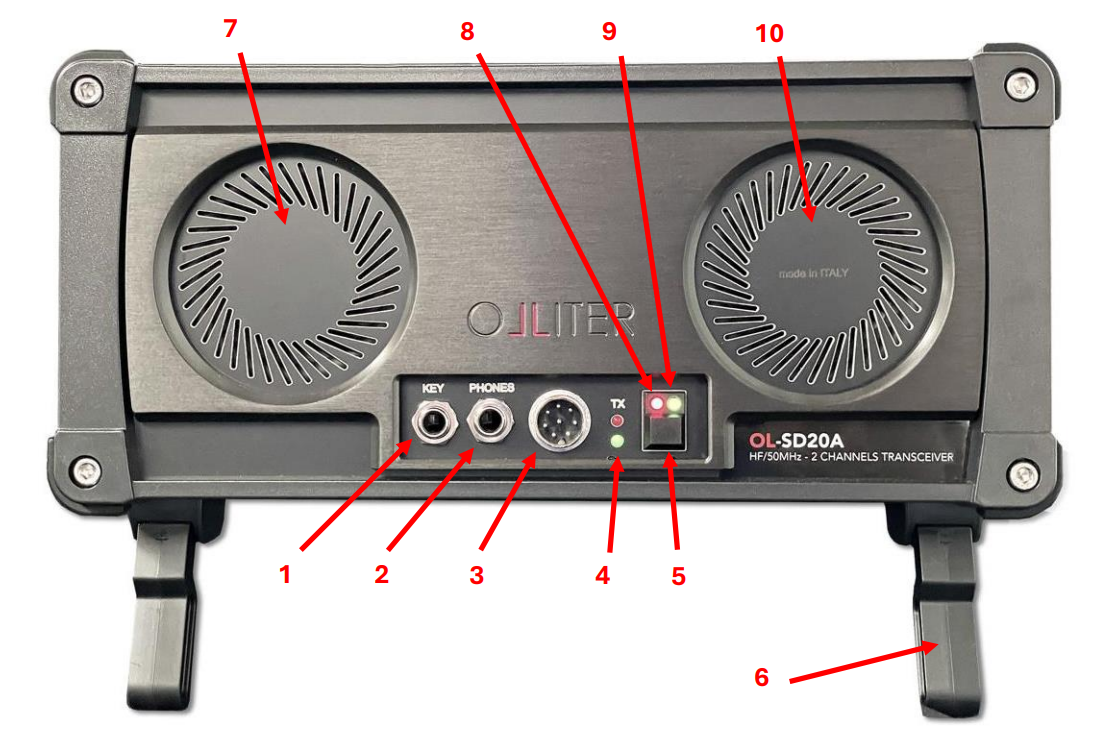 7
8
9
10
made in ITALY
OLLITER
KEY
PHONES
TX
OL-SD20A
HF/50MHz - 2 CHANNELS TRANSCEIVER
1
2
3
4
5
6